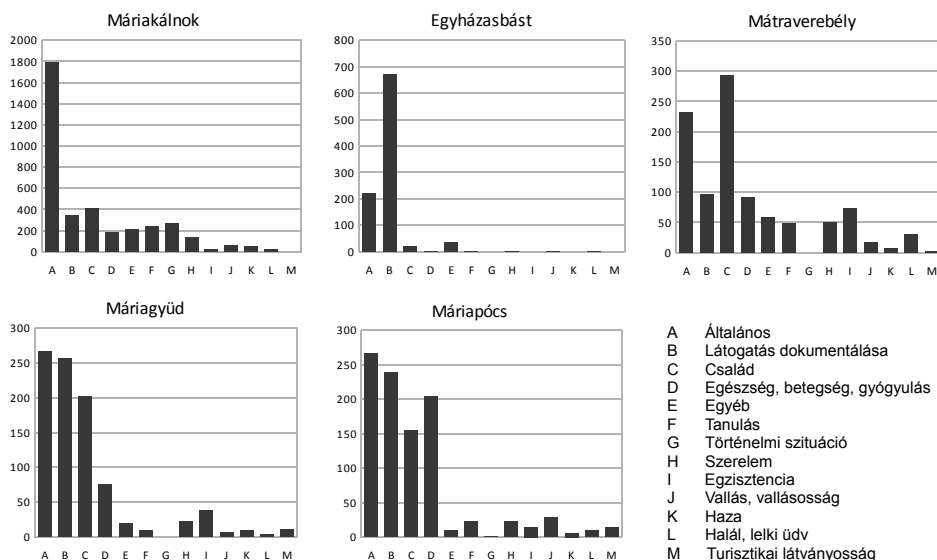 Máriakálnok
2000
1800
1600
1400
1200
1000
800
600
400
200
0
A B C D E F G H I J K L M
Egyházasbást
800
700
600
500
400
300
200
100
0
A B C D E F G H I J K L M
Mátraverebély
350
300
250
200
150
100
50
0
A B C D E F G H I J K L M
Máriagyüd
300
250
200
150
100
50
0
A B C D E F G H I J K L M
Máriapócs
300
250
200
150
100
50
0
A B C D E F G H I J K L M
A Általános
B Látogatás dokumentálása
C Család
D Egészség, betegség, gyógyulás
E Egyéb
F Tanulás
G Történelmi szituáció
H Szerelem
I Egzisztencia
J Vallás, vallásosság
K Haza
L Halál, lelki üdv
M Turisztikai látványosság